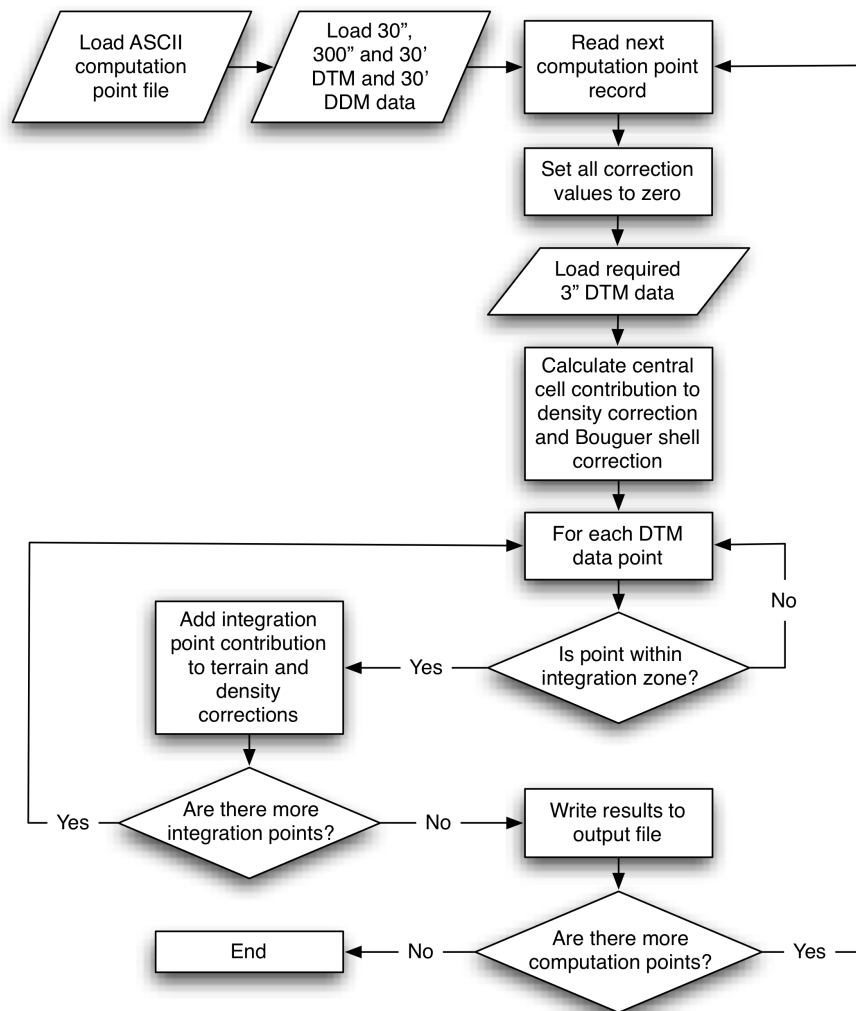 Load ASCII
computation
point file
Load 30”,
300” and 30’
DTM and 30’
DDM data
Read next
computation point
record
Set all correction
values to zero
Load required
3” DTM data
Calculate central
cell contribution to
density correction
and Bouguer shell
correction
For each DTM
data point
No
Is point within
integration zone?
Yes
Add integration
point contribution
to terrain and
density
corrections
Are there more
integration points?
Yes
No
Write results to
output file
Are there more
computation points?
Yes
No
End